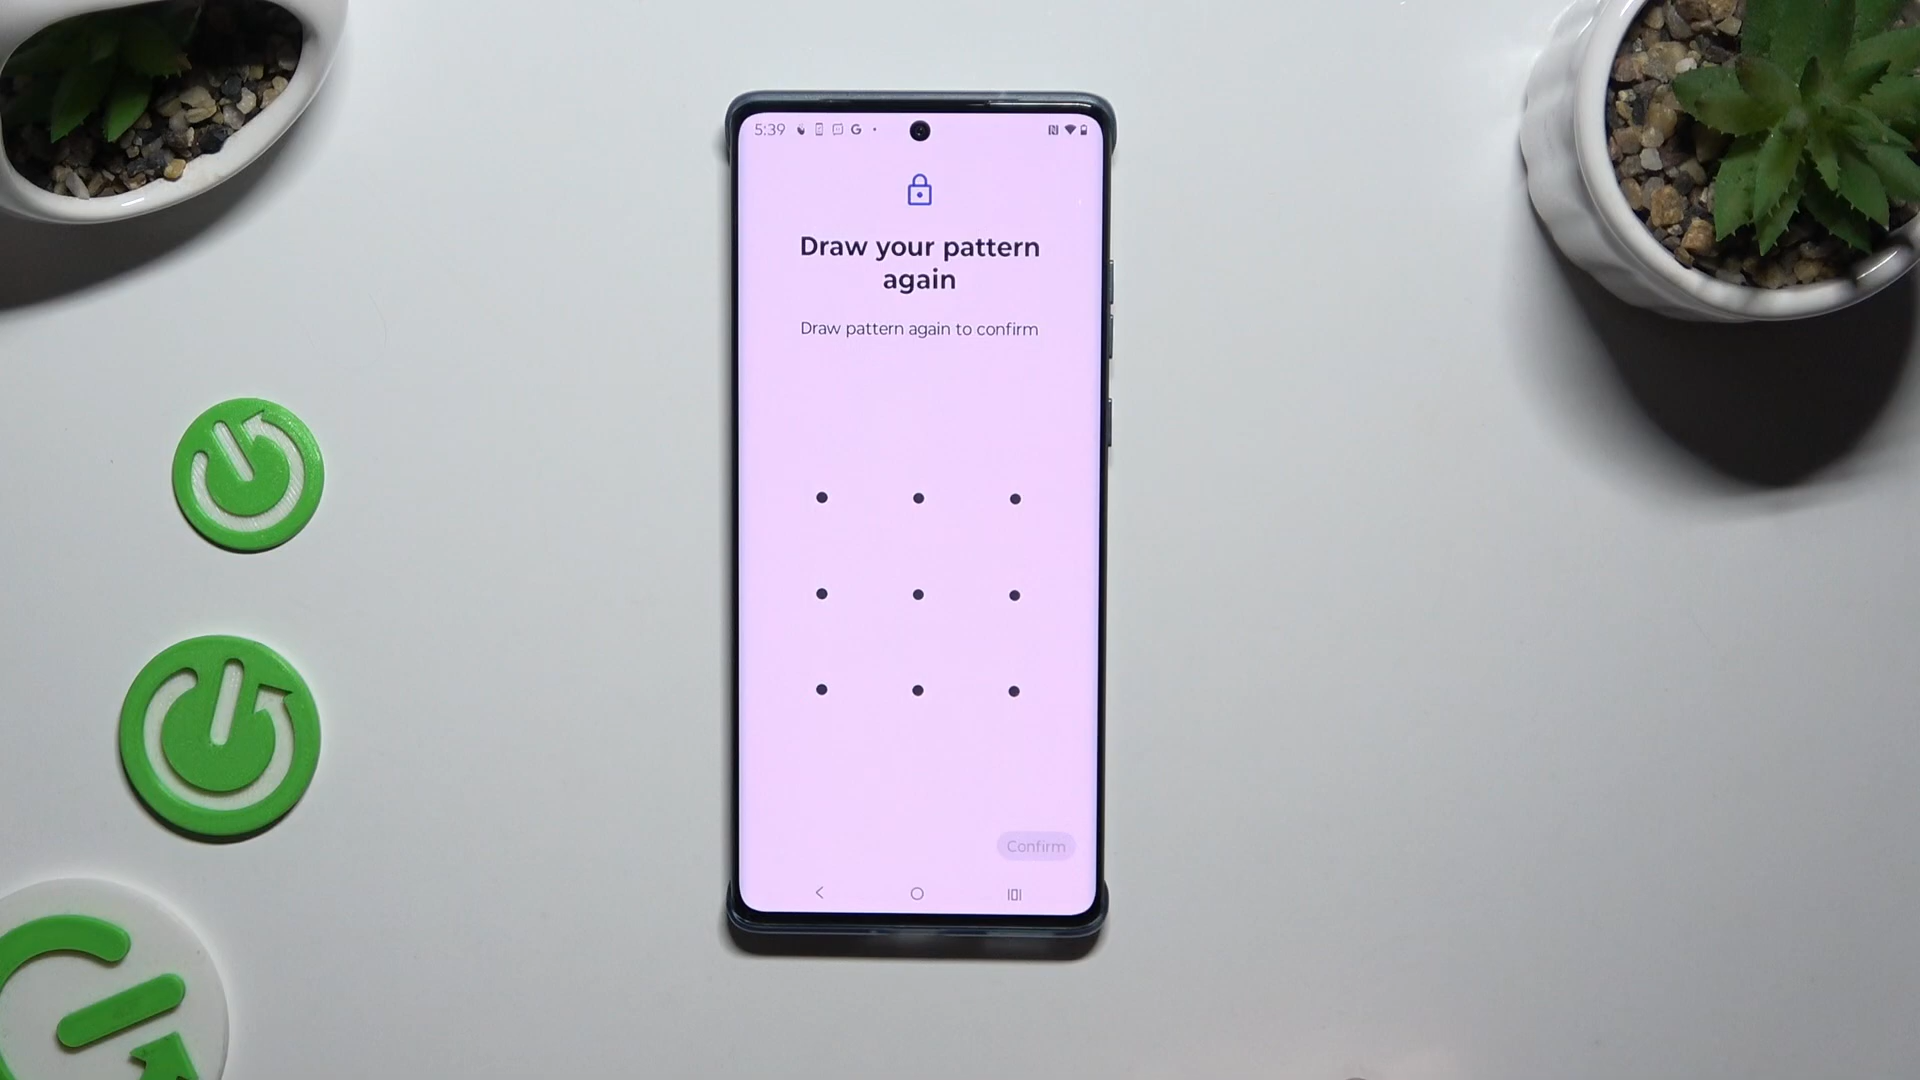 5:39
Draw your pattern
again
Draw pattern again to confirm
Confirm